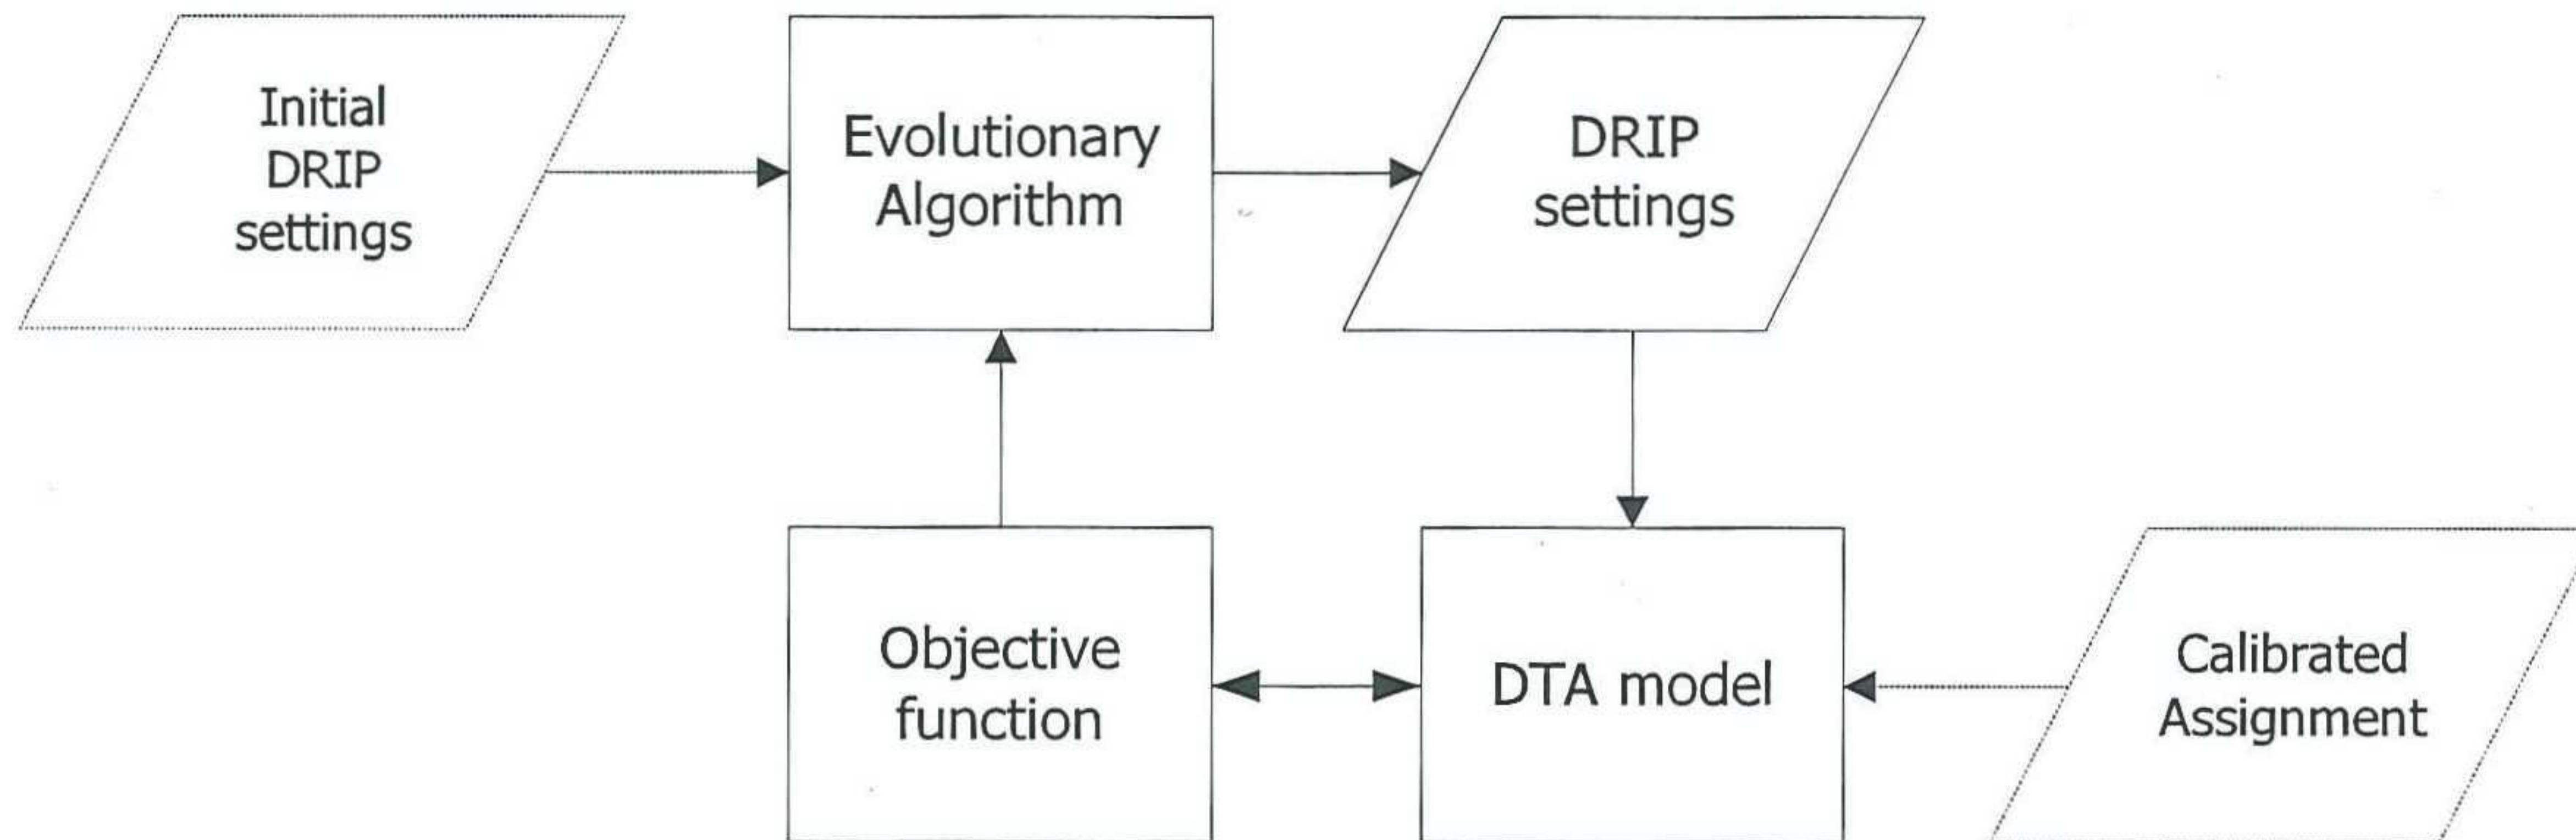 Initial
DRIP
settings
Evolutionary
Algorithm
DRIP
settings
Objective
function
DTA model
Calibrated
Assignment